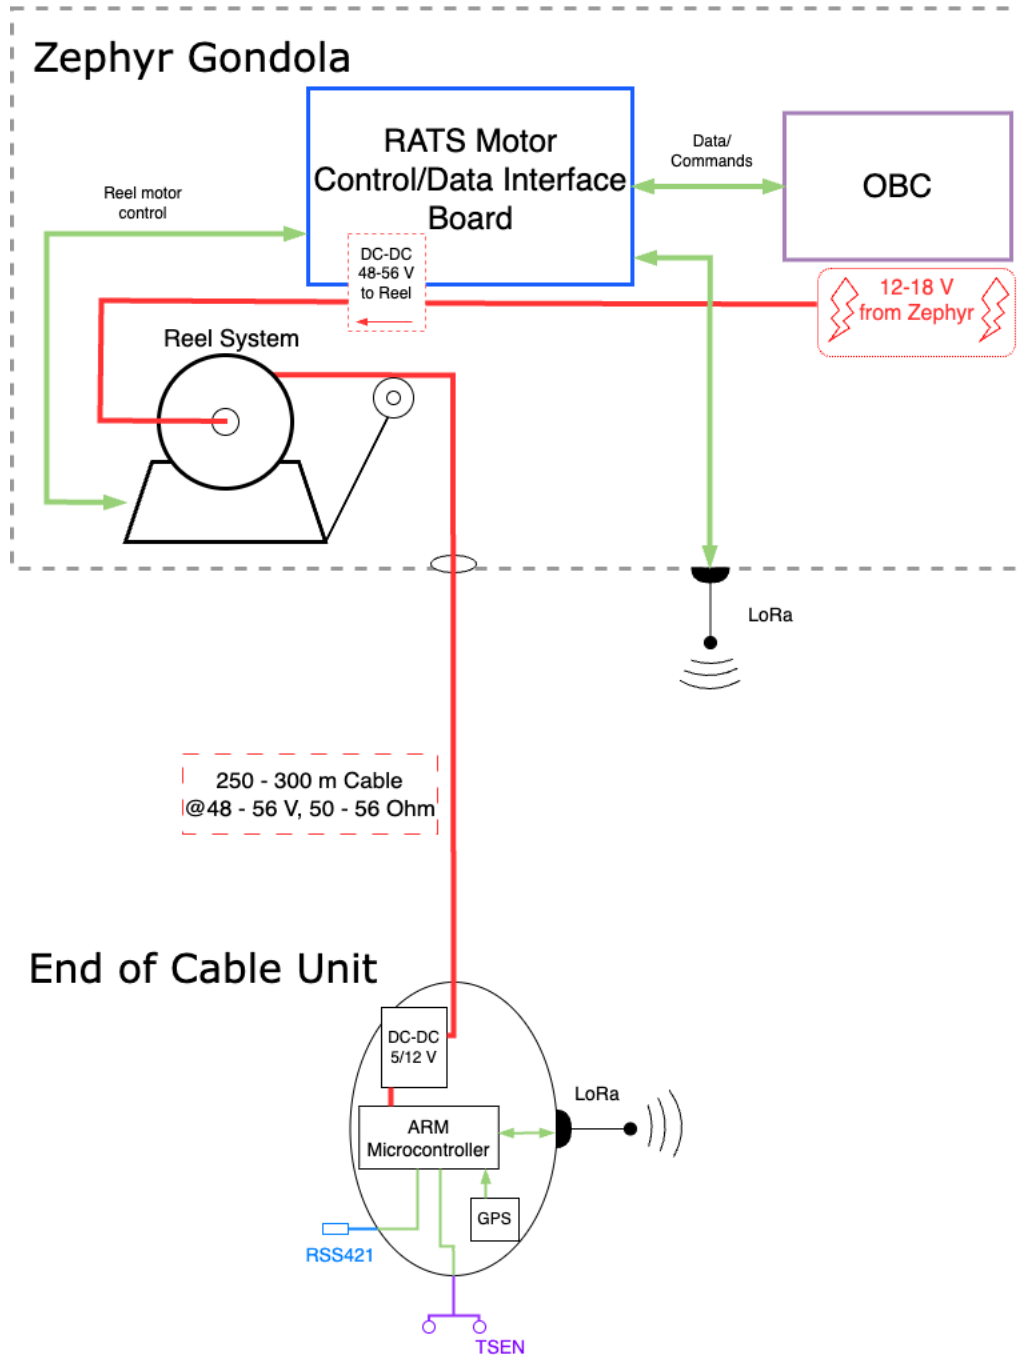 Zephyr Gondola
RATS Motor
Control/Data Interface
Board
Data/
Commands
OBC
Reel motor
control
DC-DC
48-56 V
to Reel
12-18 V
from Zephyr
Reel System
LoRa
250 - 300 m Cable
@48 - 56 V, 50 - 56 Ohm
End of Cable Unit
DC-DC
5/12 V
LoRa
ARM
Microcontroller
GPS
RSS421
TSEN